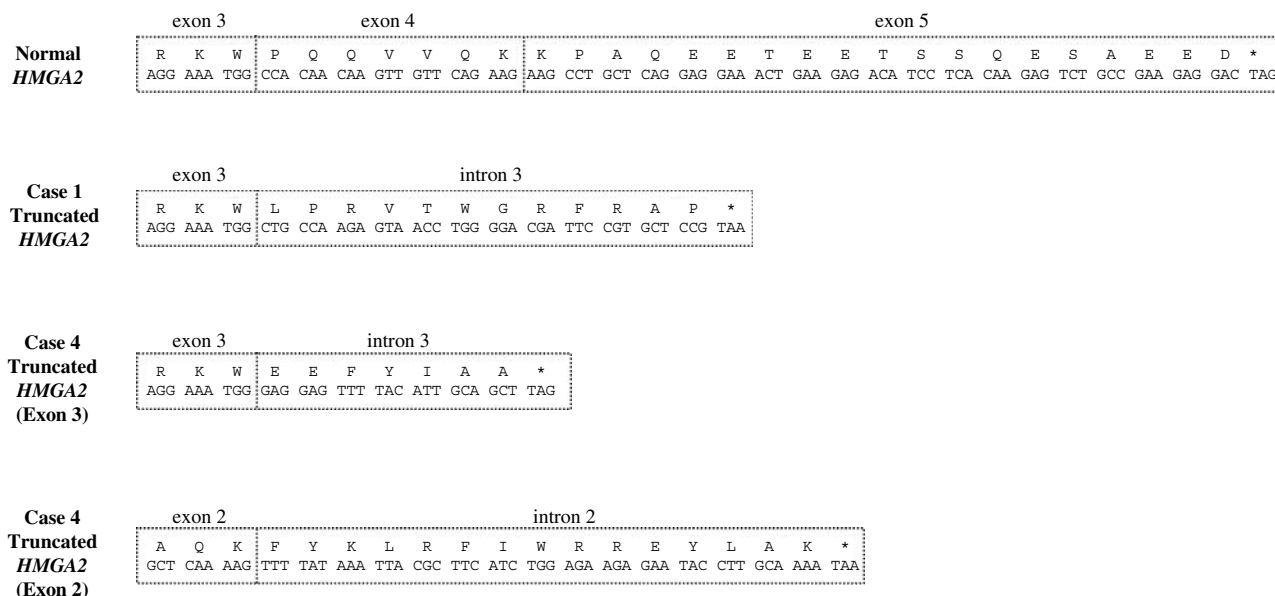 exon 3 exon 4 exon 5
Normal
HMGA2
R K W P Q Q V V Q K K P A Q E E T E E T S S Q E S A E E D *
AGG AAA TGG CCA CAA CAA GTT GTT CAG AAG AAG CCT GCT CAG GAG GAA ACT GAA GAG ACA TCC TCA CAA GAG TCT GCC GAA GAG GAC TAG
exon 3 intron 3
Case 1
Truncated
HMGA2
R K W L P R V T W G R F R A P *
AGG AAA TGG CTG CCA AGA GTA ACC TGG GGA CGA TTC CGT GCT CCG TAA
exon 3 intron 3
Case 4
Truncated
HMGA2
(Exon 3)
R K W E E F Y I A A *
AGG AAA TGG GAG GAG TTT TAC ATT GCA GCT TAG
exon 2 intron 2
Case 4
Truncated
HMGA2
(Exon 2)
A Q K F Y K L R F I W R R E Y L A K *
GCT CAA AAG TTT TAT AAA TTA CGC TTC ATC TGG AGA AGA GAA TAC CTT GCA AAA TAA